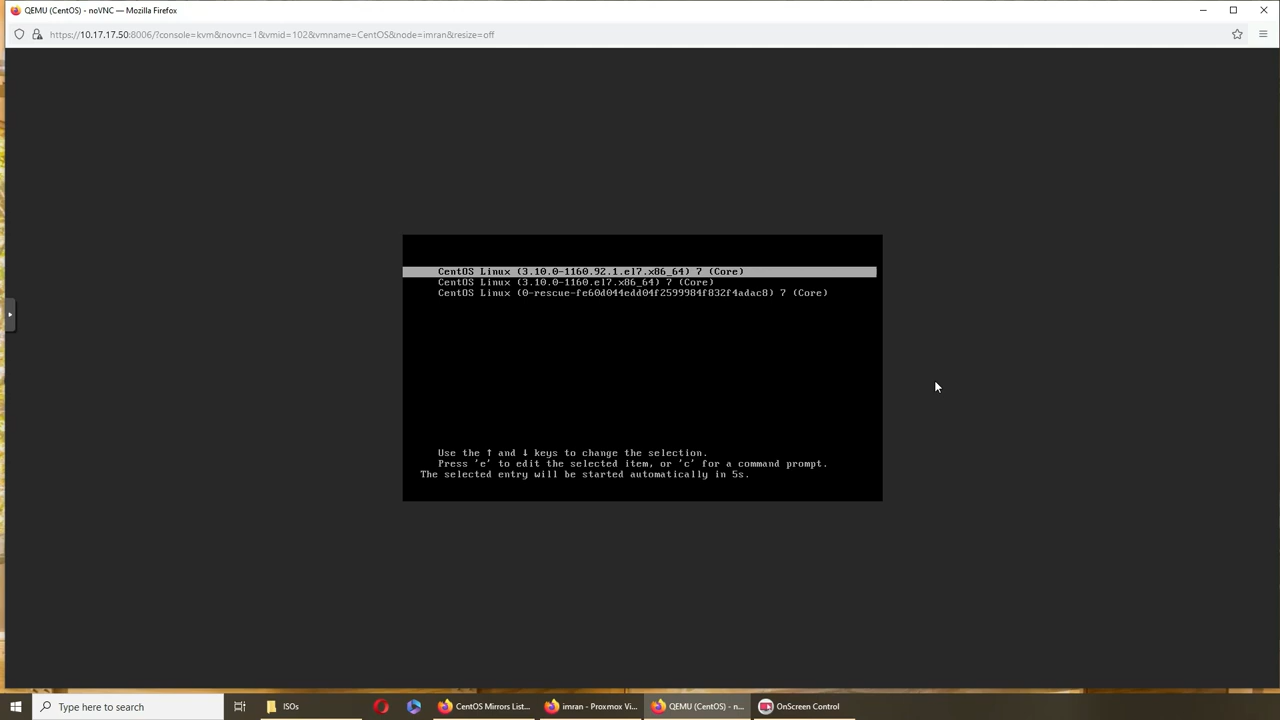 QEMU (CentOS) - noVNC — Mozilla Firefox
https://10.17.17.50:8006/?console=kvm&novnc=1&vmid=102&vmname=CentOS&node=imran&resize=off
CentOS Linux (3.10.0-1160.92.1.el7.x86_64) 7 (Core)
CentOS Linux (3.10.0-1160.el7.x86_64) 7 (Core)
CentOS Linux (0-rescue-fe60d044edd04f2599984f832f4adac8) 7 (Core)
Use the ↑ and ↓ keys to change the selection.
Press 'e' to edit the selected item, or 'c' for a command prompt.
The selected entry will be started automatically in 5s.
Type here to search
ISOs
CentOS Mirrors List...
imran - Proxmox Vi...
QEMU (CentOS) - n...
OnScreen Control